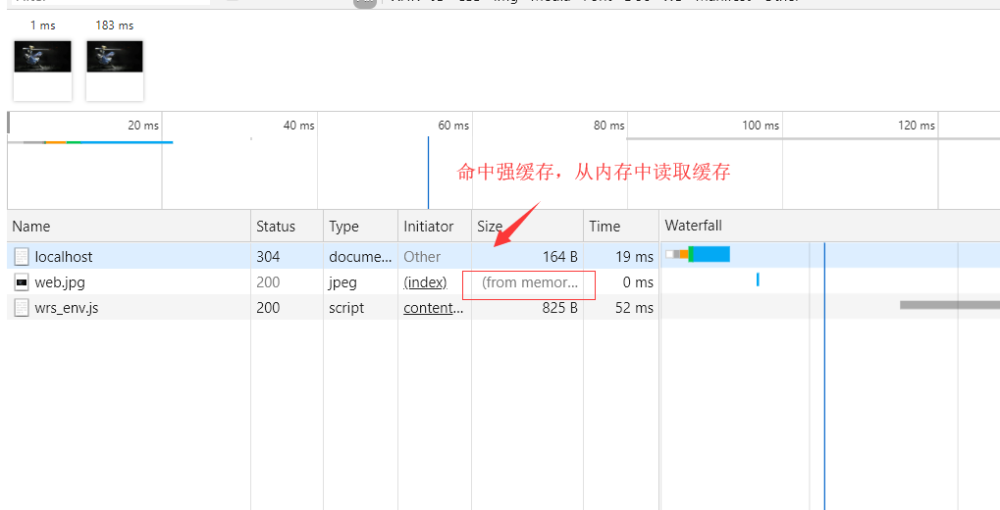 1 ms 183 ms
20 ms 40 ms 60 ms 80 ms 100 ms 120 ms
命中强缓存，从内存中读取缓存
Name Status Type Initiator Size Time Waterfall
localhost 304 docume... Other 164 B 19 ms
web.jpg 200 jpeg (index) (from memor... 0 ms
wrs_env.js 200 script content... 825 B 52 ms